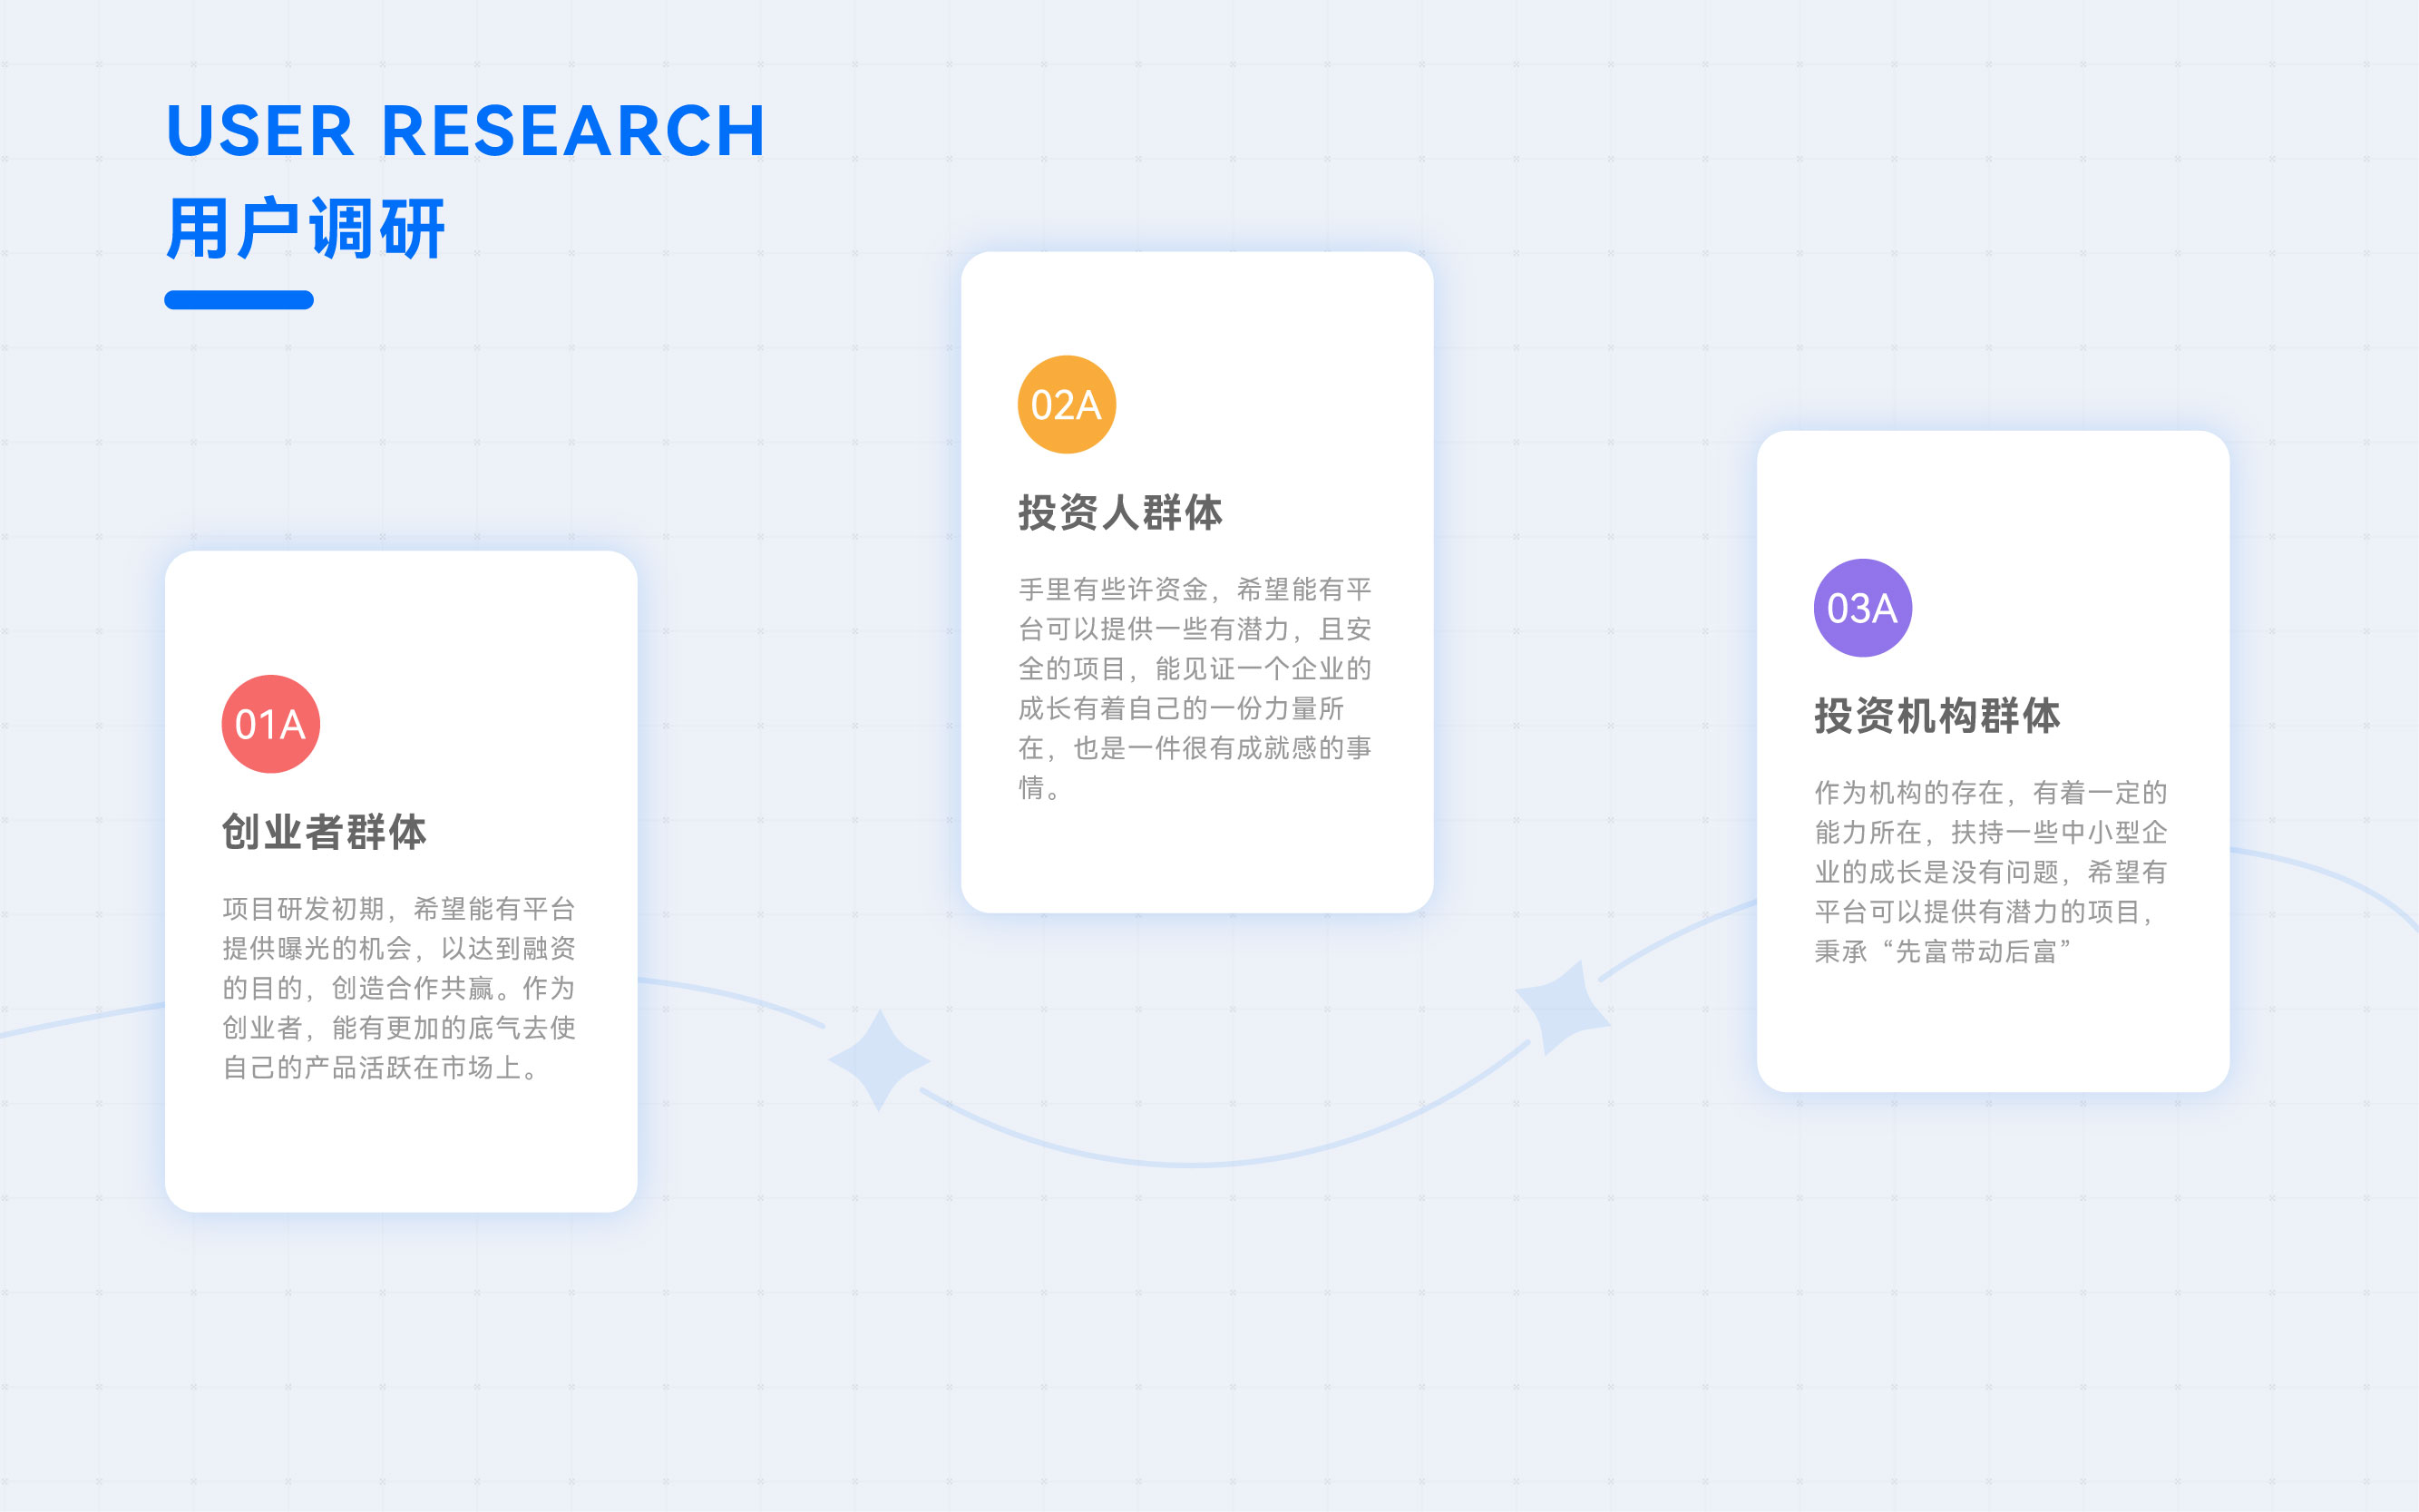 USER RESEARCH
用户调研
01A
创业者群体
项目研发初期，希望能有平台
提供曝光的机会，以达到融资
的目的，创造合作共赢。作为
创业者，能有更加的底气去使
自己的产品活跃在市场上。
02A
投资人群体
手里有些许资金，希望能有平
台可以提供一些有潜力，且安
全的项目，能见证一个企业的
成长有着自己的一份力量所
在，也是一件很有成就感的事
情。
03A
投资机构群体
作为机构的存在，有着一定的
能力所在，扶持一些中小型企
业的成长是没有问题，希望有
平台可以提供有潜力的项目，
秉承“先富带动后富”